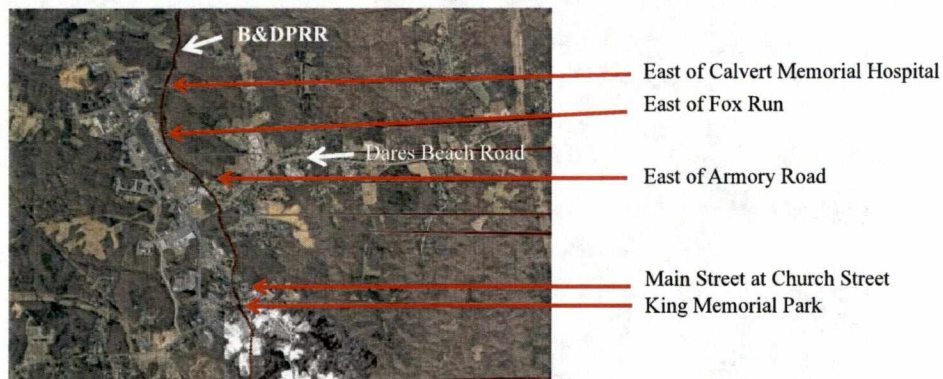 B&DPRR
East of Calvert Memorial Hospital
East of Fox Run
Dares Beach Road
East of Armory Road
Main Street at Church Street
King Memorial Park